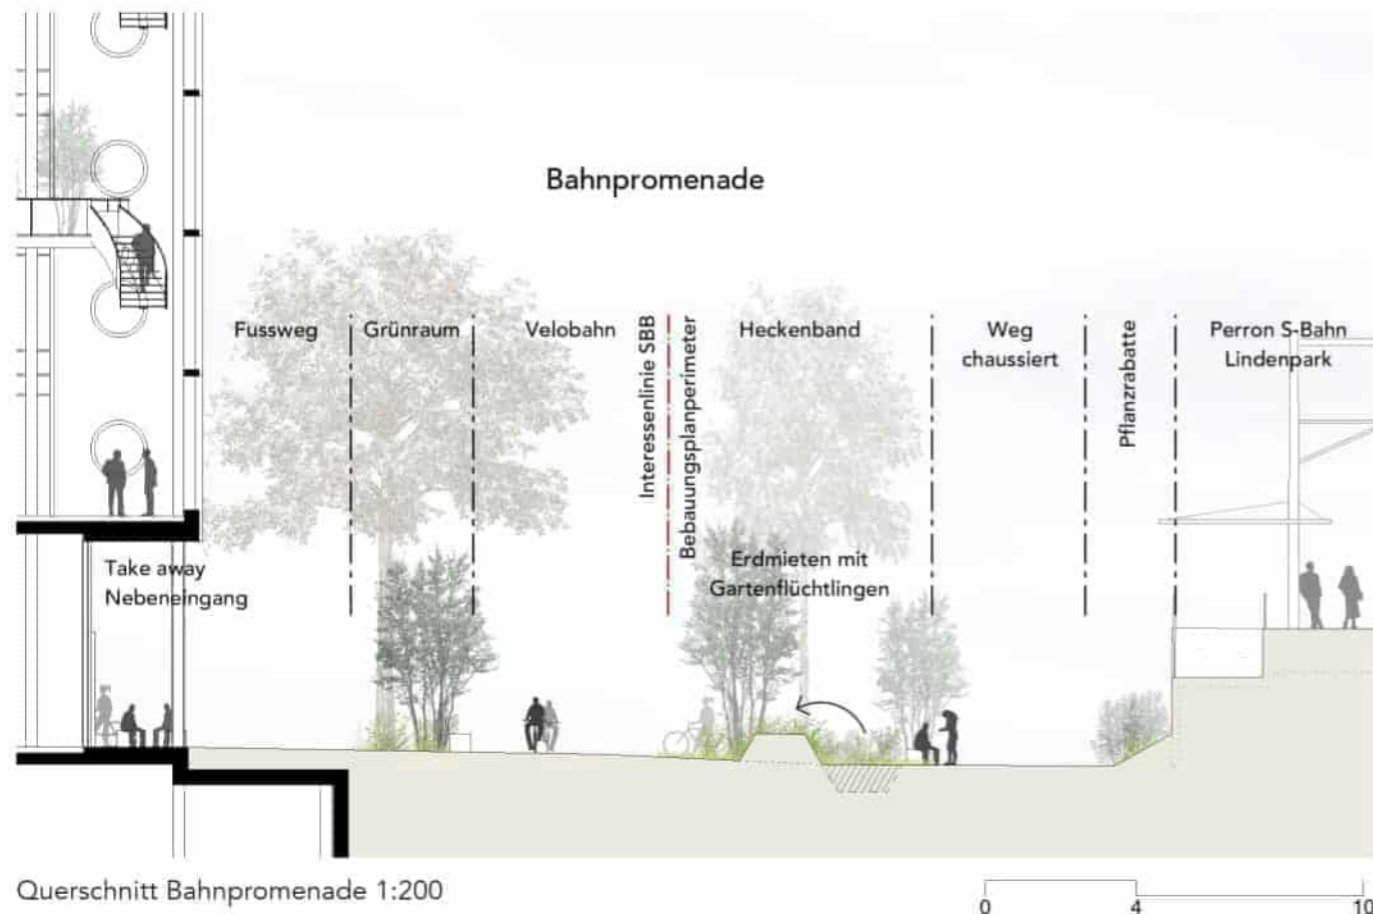 Bahnpromenade
Fussweg
Grünraum
Velobahn
Interessenlinie SBB
Bebauungsplanperimeter
Heckenband
Weg
chaussiert
Pflanzrabatte
Perron S-Bahn
Lindenpark
Erdmieten mit
Gartenflüchtlingen
Take away
Nebeneingang
Querschnitt Bahnpromenade 1:200
0
4
10